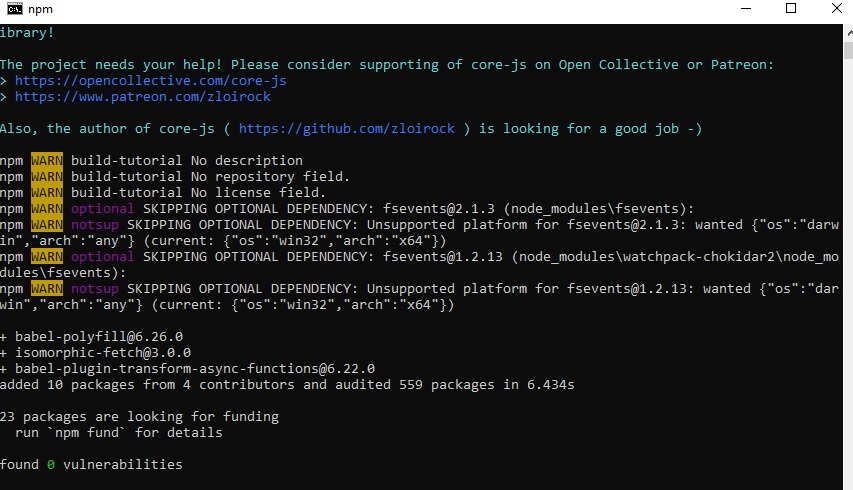 npm
ibrary!
The project needs your help! Please consider supporting of core-js on Open Collective or Patreon:
> https://opencollective.com/core-js
> https://www.patreon.com/zloirock
Also, the author of core-js ( https://github.com/zloirock ) is looking for a good job -)
npm WARN build-tutorial No description
npm WARN build-tutorial No repository field.
npm WARN build-tutorial No license field.
npm WARN optional SKIPPING OPTIONAL DEPENDENCY: fsevents@2.1.3 (node_modules\fsevents):
npm WARN notsup SKIPPING OPTIONAL DEPENDENCY: Unsupported platform for fsevents@2.1.3: wanted {"os":"darw
in","arch":"any"} (current: {"os":"win32","arch":"x64"})
npm WARN optional SKIPPING OPTIONAL DEPENDENCY: fsevents@1.2.13 (node_modules\watchpack-chokidar2\node_mo
dules\fsevents):
npm WARN notsup SKIPPING OPTIONAL DEPENDENCY: Unsupported platform for fsevents@1.2.13: wanted {"os":"dar
win","arch":"any"} (current: {"os":"win32","arch":"x64"})
+ babel-polyfill@6.26.0
+ isomorphic-fetch@3.0.0
+ babel-plugin-transform-async-functions@6.22.0
added 10 packages from 4 contributors and audited 559 packages in 6.434s
23 packages are looking for funding
run `npm fund` for details
found 0 vulnerabilities